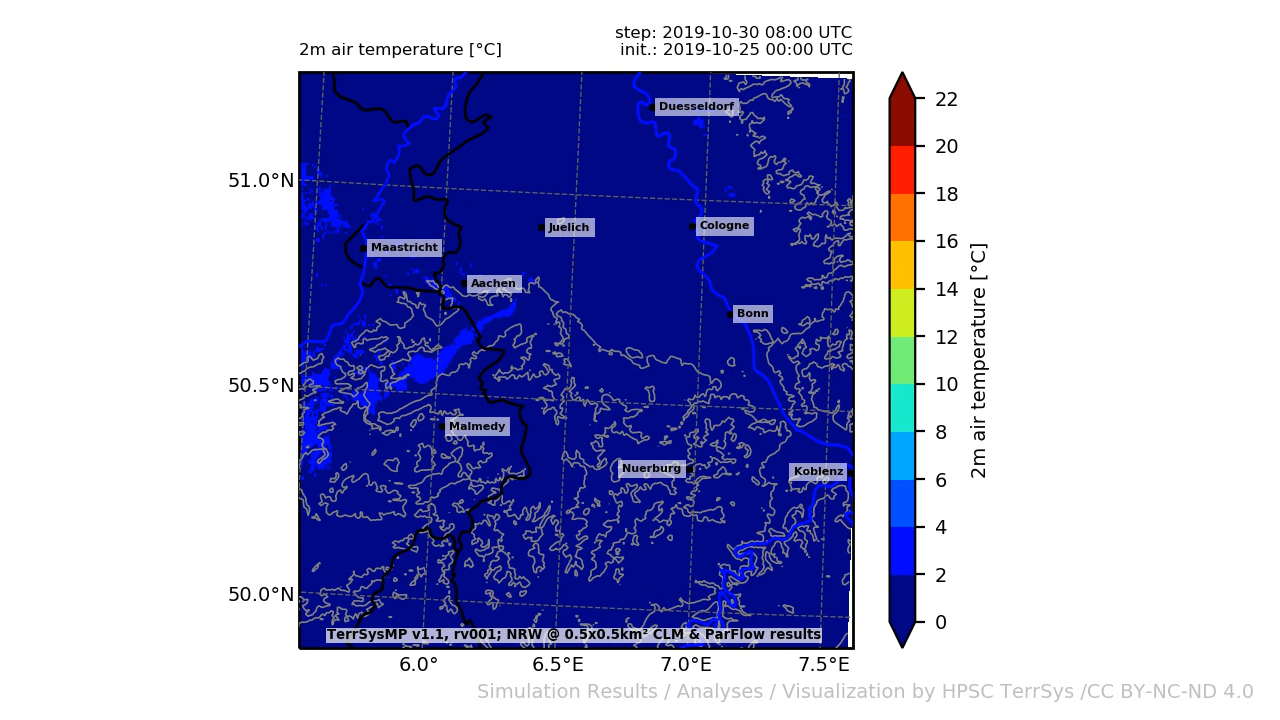 step: 2019-10-30 08:00 UTC
2m air temperature [°C]
init.: 2019-10-25 00:00 UTC
Duesseldorf
51.0°N
Juelich
Cologne
Maastricht
Aachen
Bonn
50.5°N
Malmedy
Nuerburg
Koblenz
50.0°N
TerrSysMP v1.1, rv001; NRW @ 0.5x0.5km² CLM & ParFlow results
6.0°
6.5°E
7.0°E
7.5°E
22
20
18
16
14
12
10
8
6
4
2
0
2m air temperature [°C]
Simulation Results / Analyses / Visualization by HPSC TerrSys /CC BY-NC-ND 4.0